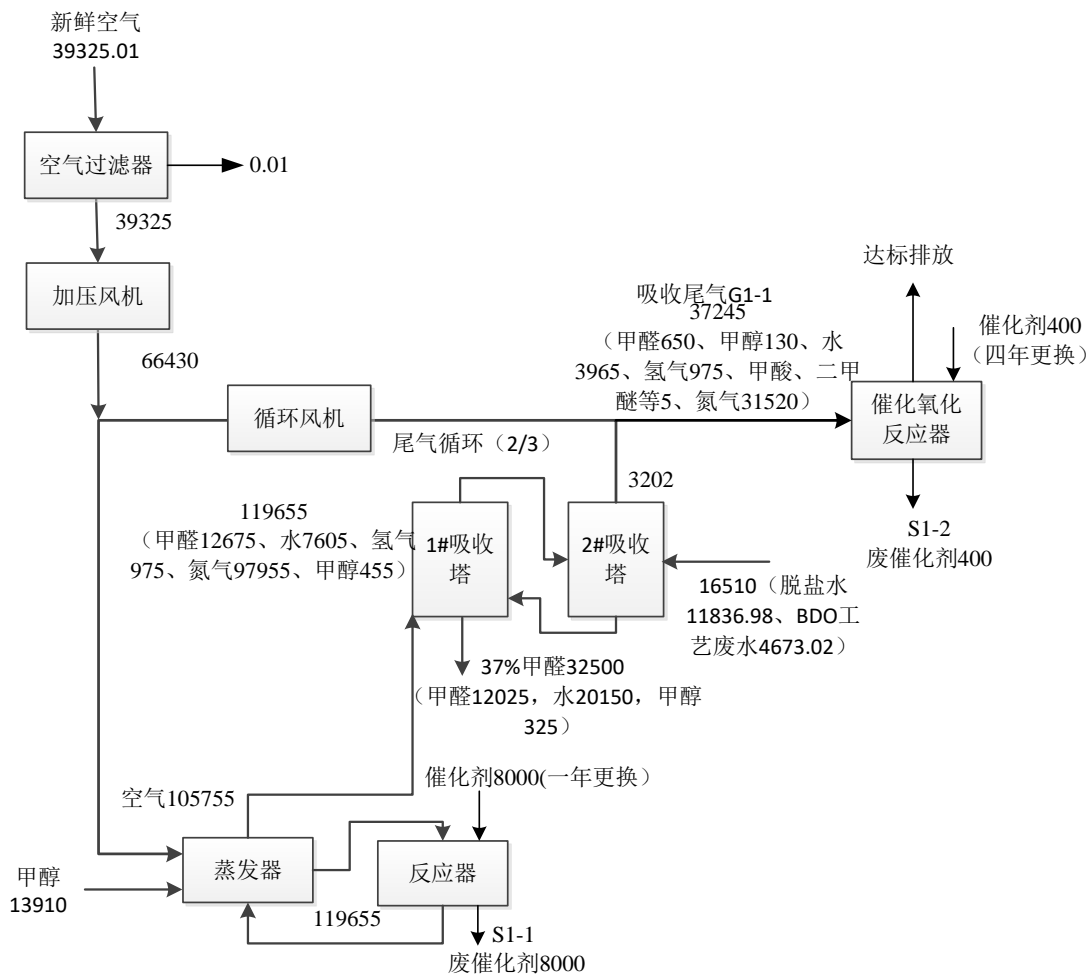 新鲜空气
39325.01
空气过滤器
0.01
39325
加压风机
66430
达标排放
吸收尾气G1-1
37245
（甲醛650、甲醇130、水
3965、氢气975、甲酸、二甲
醚等5、氮气31520）
催化剂400
（四年更换）
循环风机
催化氧化
反应器
尾气循环（2/3）
3202
S1-2
废催化剂400
119655
（甲醛12675、水7605、氢气
975、氮气97955、甲醇455）
1#吸收
塔
2#吸收
塔
16510（脱盐水
11836.98、BDO工
艺废水4673.02）
37%甲醛32500
（甲醛12025，水20150，甲醇
325）
催化剂8000(一年更换）
空气105755
蒸发器
反应器
甲醇
13910
119655
S1-1
废催化剂8000